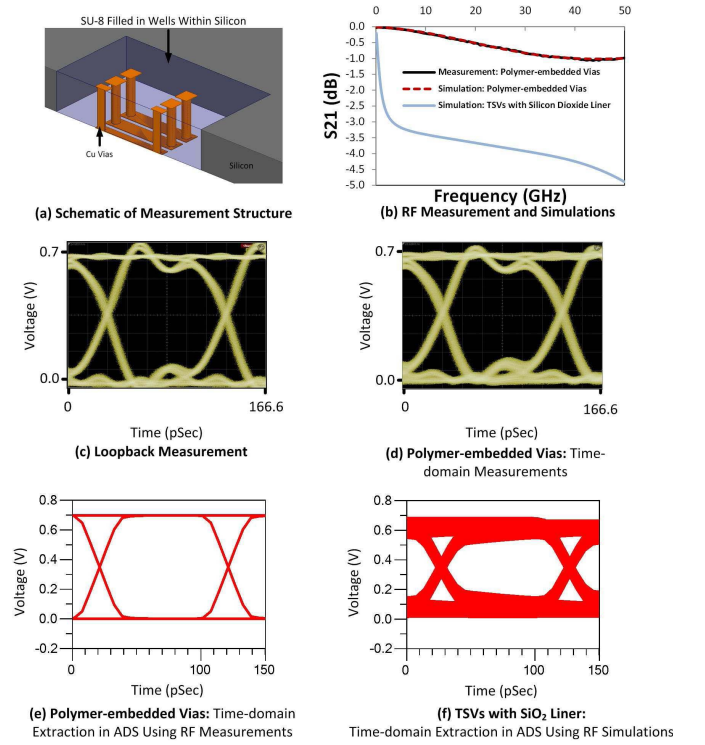 SU-8 Filled in Wells Within Silicon
Cu Vias
Silicon
(a) Schematic of Measurement Structure
0 10 20 30 40 50
0.0
-0.5
-1.0
-1.5
-2.0
-2.5
-3.0
-3.5
-4.0
-4.5
-5.0
S21 (dB)
Measurement: Polymer-embedded Vias
Simulation: Polymer-embedded Vias
Simulation: TSVs with Silicon Dioxide Liner
Frequency (GHz)
(b) RF Measurement and Simulations
0.7
0.0
Voltage (V)
0 166.6
Time (pSec)
(c) Loopback Measurement
0.7
0.0
Voltage (V)
0 166.6
Time (pSec)
(d) Polymer-embedded Vias: Time-
domain Measurements
0.8
0.6
0.4
0.2
0.0
-0.2
Voltage (V)
0 100 150
Time (pSec)
(e) Polymer-embedded Vias: Time-domain
Extraction in ADS Using RF Measurements
0.8
0.6
0.4
0.2
0.0
-0.2
Voltage (V)
0 100 150
Time (pSec)
(f) TSVs with SiO₂ Liner:
Time-domain Extraction in ADS Using RF Simulations